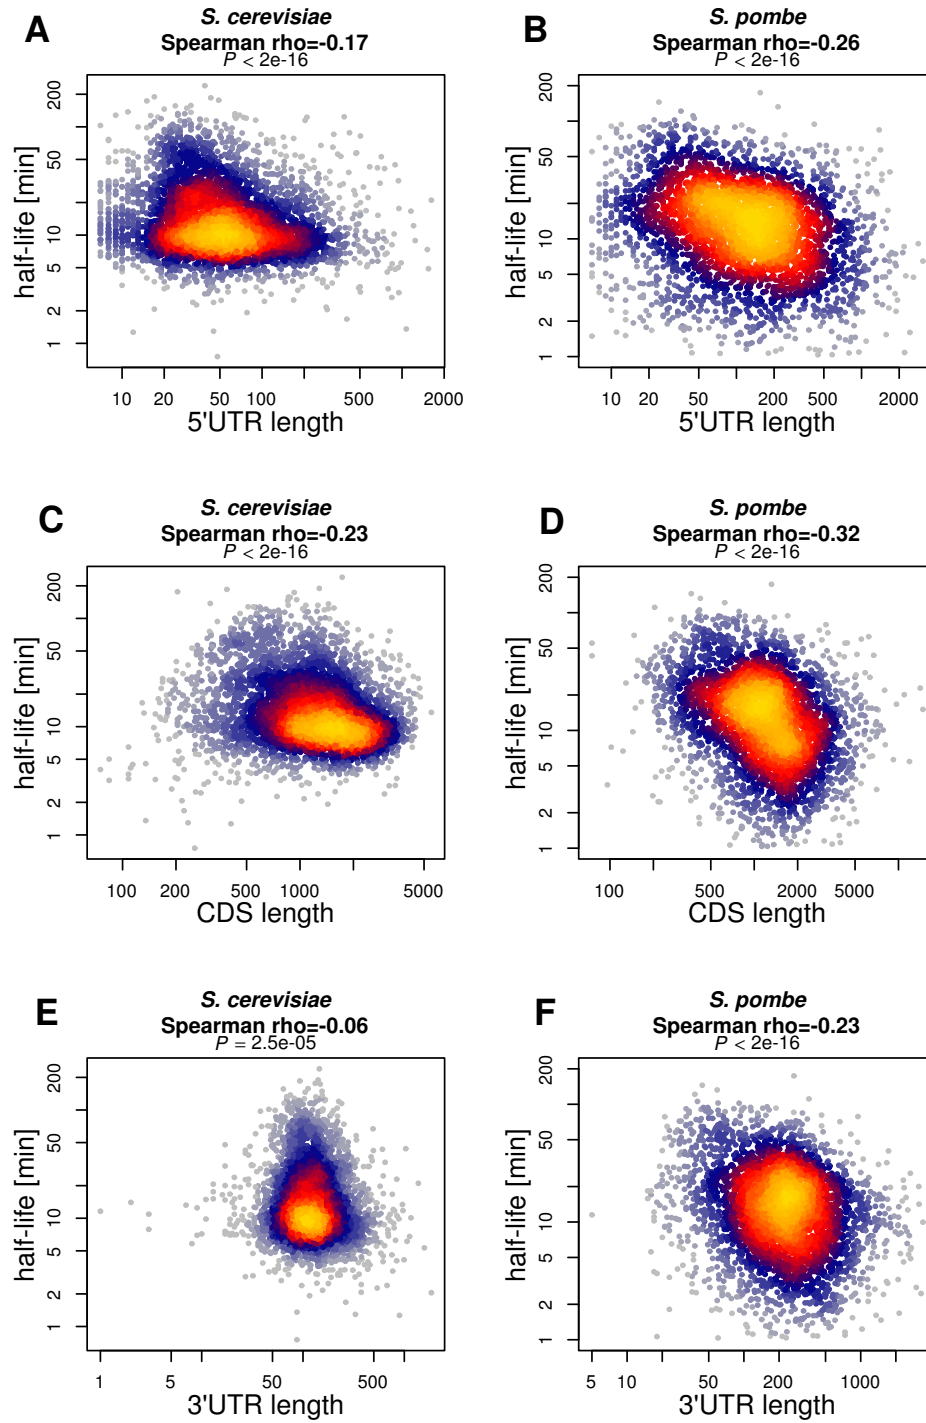 A
S. cerevisiae
Spearman rho=-0.17
P < 2e-16
half-life [min]
200
50
10
5
2
1
10 20 50 100 500 2000
5'UTR length
B
S. pombe
Spearman rho=-0.26
P < 2e-16
half-life [min]
200
50
10
5
2
1
10 20 50 200 500 2000
5'UTR length
C
S. cerevisiae
Spearman rho=-0.23
P < 2e-16
half-life [min]
200
50
10
5
2
1
100 200 500 1000 5000
CDS length
D
S. pombe
Spearman rho=-0.32
P < 2e-16
half-life [min]
200
50
10
5
2
1
100 500 2000 5000
CDS length
E
S. cerevisiae
Spearman rho=-0.06
P = 2.5e-05
half-life [min]
200
50
10
5
2
1
1 5 50 500
3'UTR length
F
S. pombe
Spearman rho=-0.23
P < 2e-16
half-life [min]
200
50
10
5
2
1
5 10 50 200 1000
3'UTR length